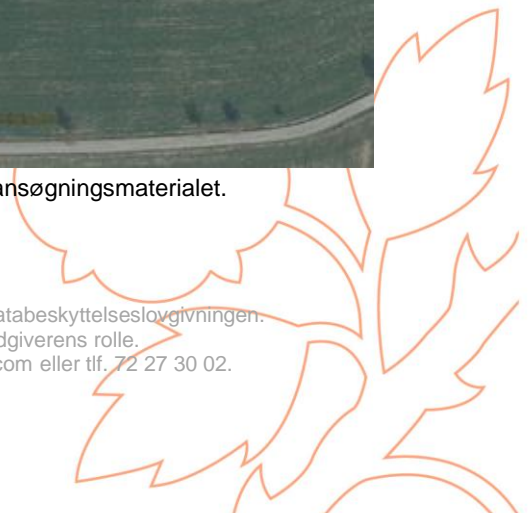 ansøgningsmaterialet.
atabeskyttelseslovgivningen.
dgiverens rolle.
com eller tlf. 72 27 30 02.